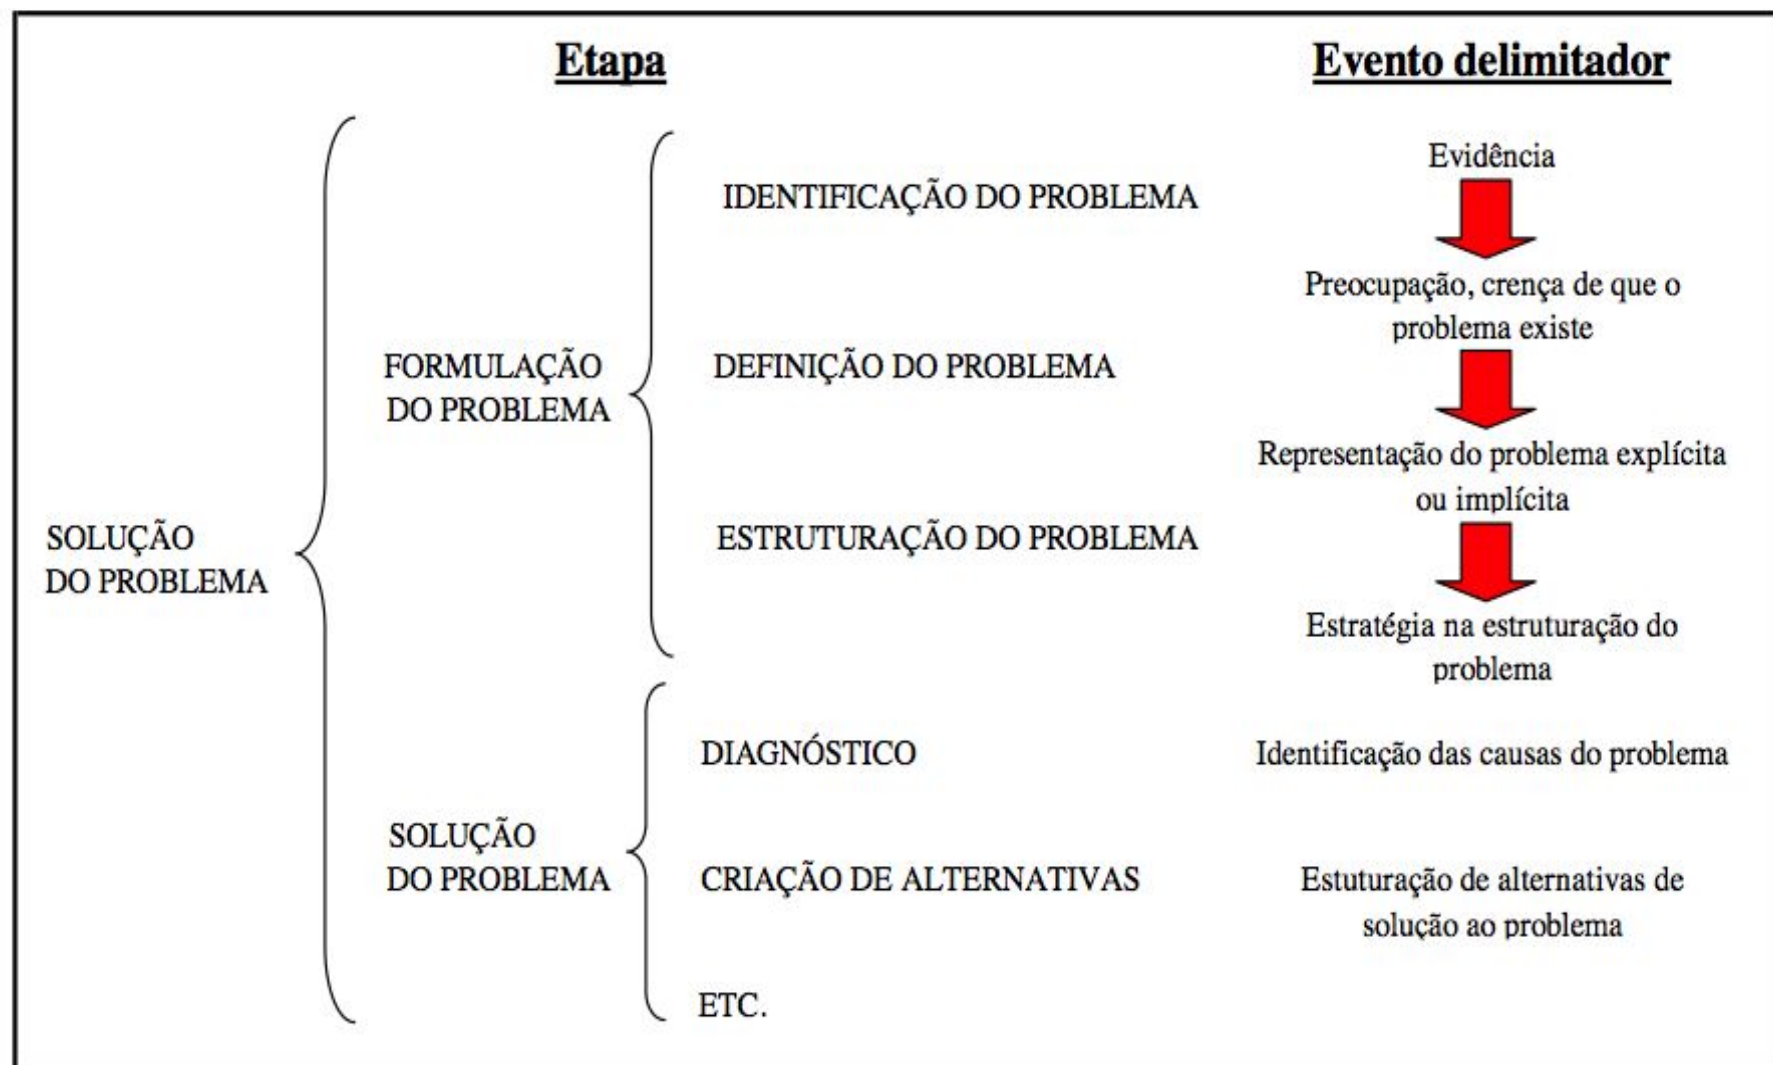 Etapa
Evento delimitador
Evidência
IDENTIFICAÇÃO DO PROBLEMA
Preocupação, crença de que o
problema existe
FORMULAÇÃO
DO PROBLEMA
DEFINIÇÃO DO PROBLEMA
Representação do problema explícita
ou implícita
SOLUÇÃO
DO PROBLEMA
ESTRUTURAÇÃO DO PROBLEMA
Estratégia na estruturação do
problema
DIAGNÓSTICO
Identificação das causas do problema
SOLUÇÃO
DO PROBLEMA
CRIAÇÃO DE ALTERNATIVAS
Estuturação de alternativas de
solução ao problema
ETC.